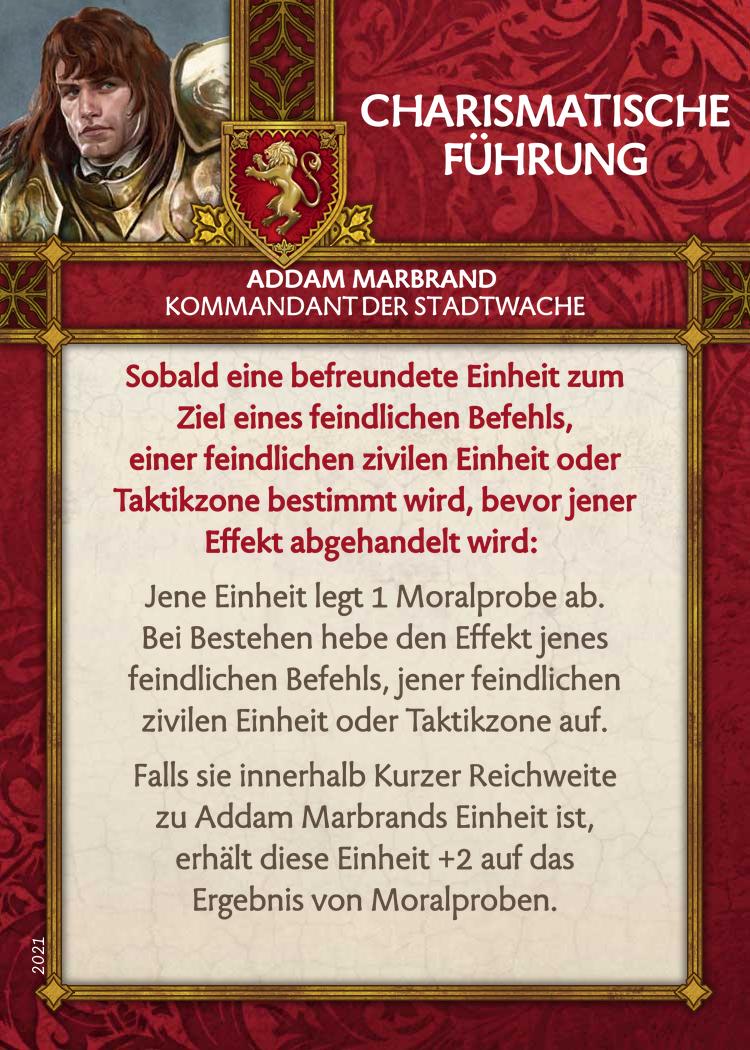 CHARISMATISCHE
FÜHRUNG
ADDAM MARBRAND
KOMMANDANT DER STADTWACHE
Sobald eine befreundete Einheit zum
Ziel eines feindlichen Befehls,
einer feindlichen zivilen Einheit oder
Taktikzone bestimmt wird, bevor jener
Effekt abgehandelt wird:
Jene Einheit legt 1 Moralprobe ab.
Bei Bestehen hebe den Effekt jenes
feindlichen Befehls, jener feindlichen
zivilen Einheit oder Taktikzone auf.
Falls sie innerhalb Kurzer Reichweite
zu Addam Marbrands Einheit ist,
erhält diese Einheit +2 auf das
Ergebnis von Moralproben.
2021